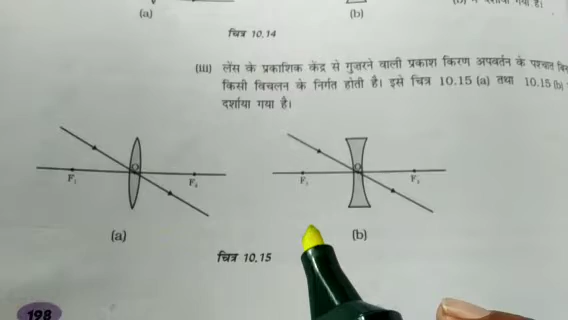 (a) (b)
चित्र 10.14
(iii) लेंस के प्रकाशिक केंद्र से गुज़रने वाली प्रकाश किरण अपवर्तन के पश्चात
किसी विचलन के निर्गत होती है। इसे चित्र 10.15 (a) तथा 10.15 (b)
दर्शाया गया है।
O O
F₁ F₂ F₁ F₂
(a) (b)
चित्र 10.15
198